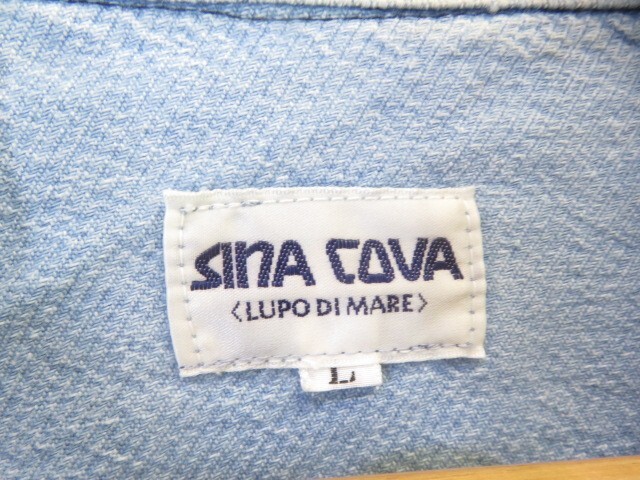 SINA COVA
〈LUPO DI MARE〉
L